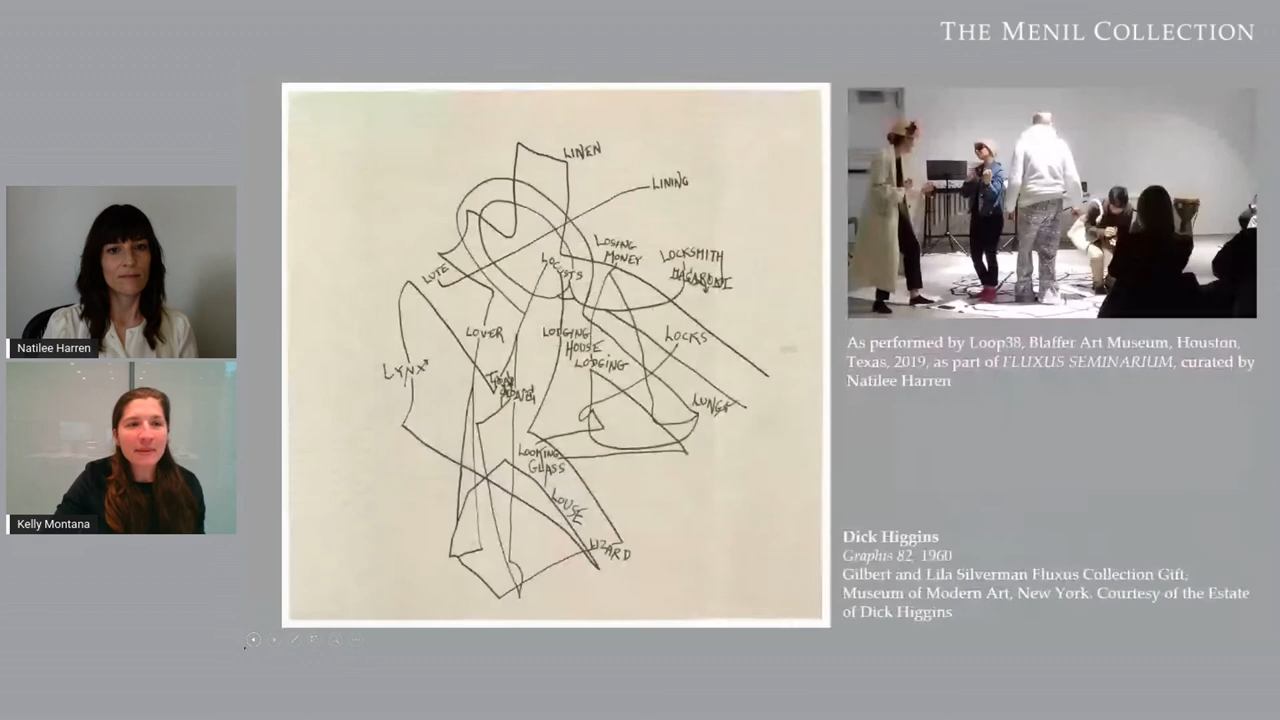 THE MENIL COLLECTION
LINEN
LINING
LOSING
MONEY
LOCKSMITH
LUTE
LOCUSTS
LOVER
LODGING
HOUSE
LODGING
LOCKS
LYNX
LUNGS
LOOKING
GLASS
LOUSE
LIZARD
Natilee Harren
Kelly Montana
As performed by Loop38, Blaffer Art Museum, Houston,
Texas, 2019, as part of FLUXUS SEMINARIUM, curated by
Natilee Harren
Dick Higgins
Graphis 82, 1960
Gilbert and Lila Silverman Fluxus Collection Gift;
Museum of Modern Art, New York. Courtesy of the Estate
of Dick Higgins